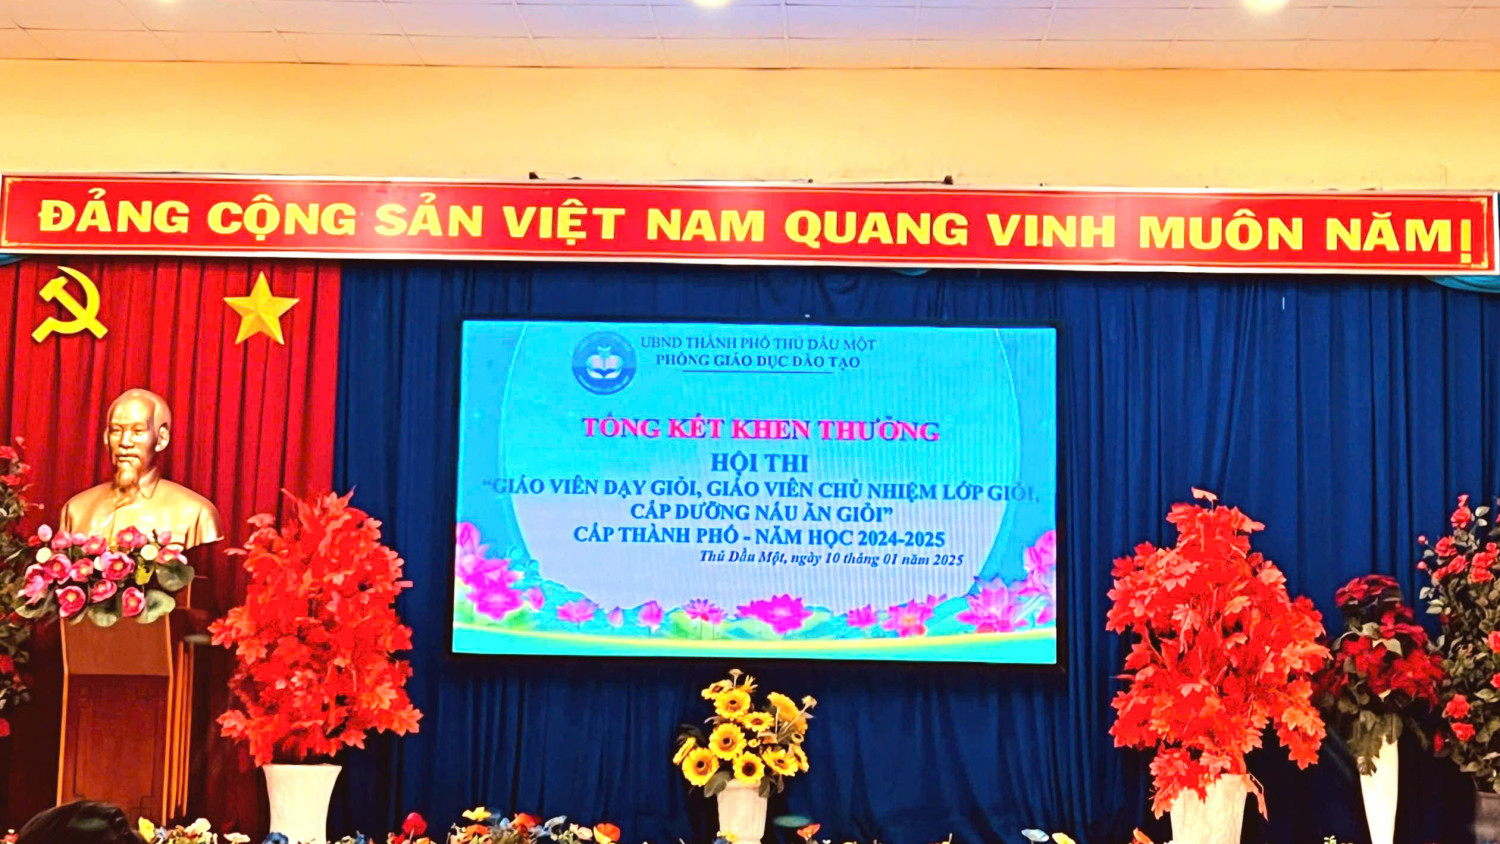 ĐẢNG CỘNG SẢN VIỆT NAM QUANG VINH MUÔN NĂM!
UBND THÀNH PHỐ THỦ DẦU MỘT
PHÒNG GIÁO DỤC ĐÀO TẠO
TỔNG KẾT KHEN THƯỞNG
HỘI THI
"GIÁO VIÊN DẠY GIỎI, GIÁO VIÊN CHỦ NHIỆM LỚP GIỎI,
CẤP DƯỠNG NẤU ĂN GIỎI"
CẤP THÀNH PHỐ - NĂM HỌC 2024-2025
Thủ Dầu Một, ngày 10 tháng 01 năm 2025